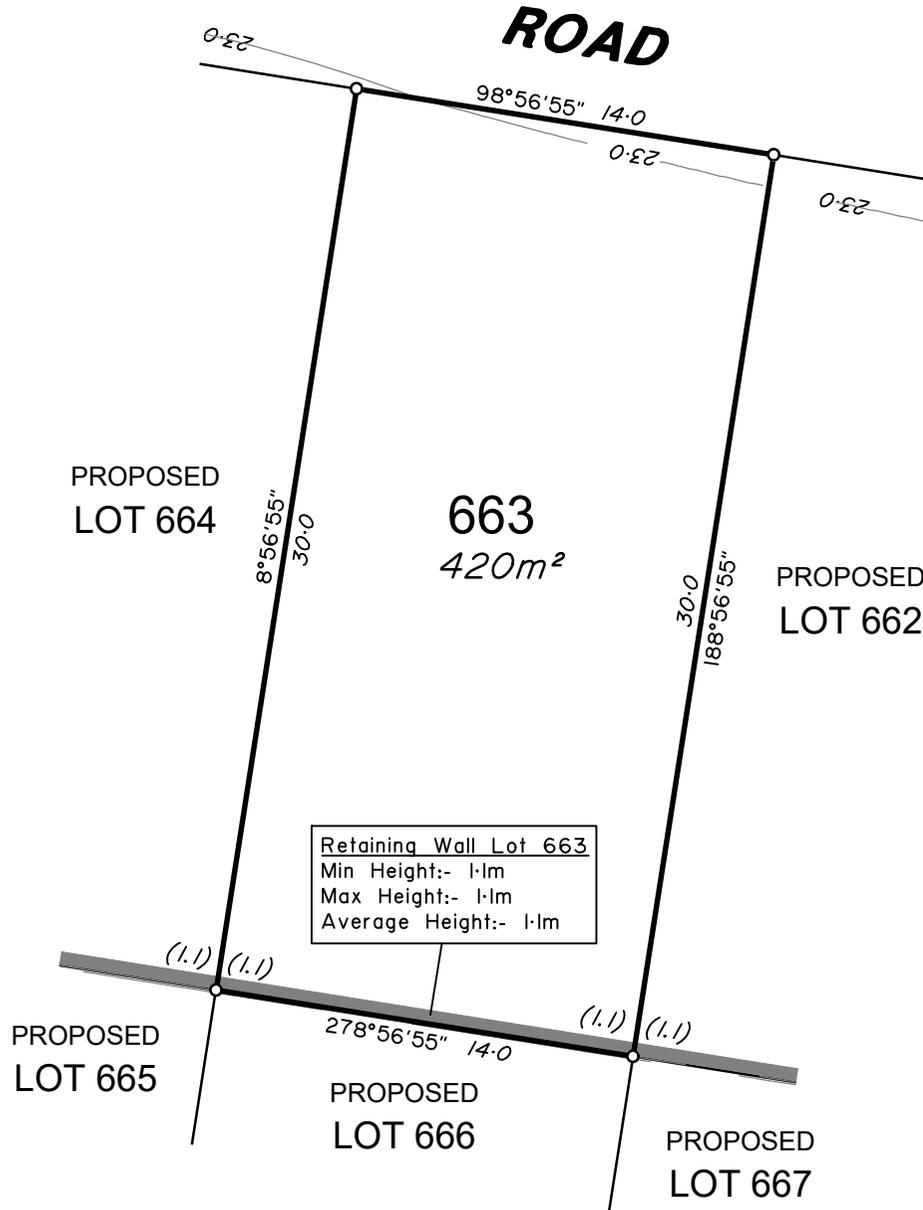 ROAD
23·0
98°56'55" 14·0
23·0
23·0
PROPOSED
LOT 664
8°56'55"
30·0
663
420m²
30·0
188°56'55"
PROPOSED
LOT 662
Retaining Wall Lot 663
Min Height:- 1·1m
Max Height:- 1·1m
Average Height:- 1·1m
(1.1) (1.1)
(1.1) (1.1)
278°56'55" 14·0
PROPOSED
LOT 665
PROPOSED
LOT 666
PROPOSED
LOT 667